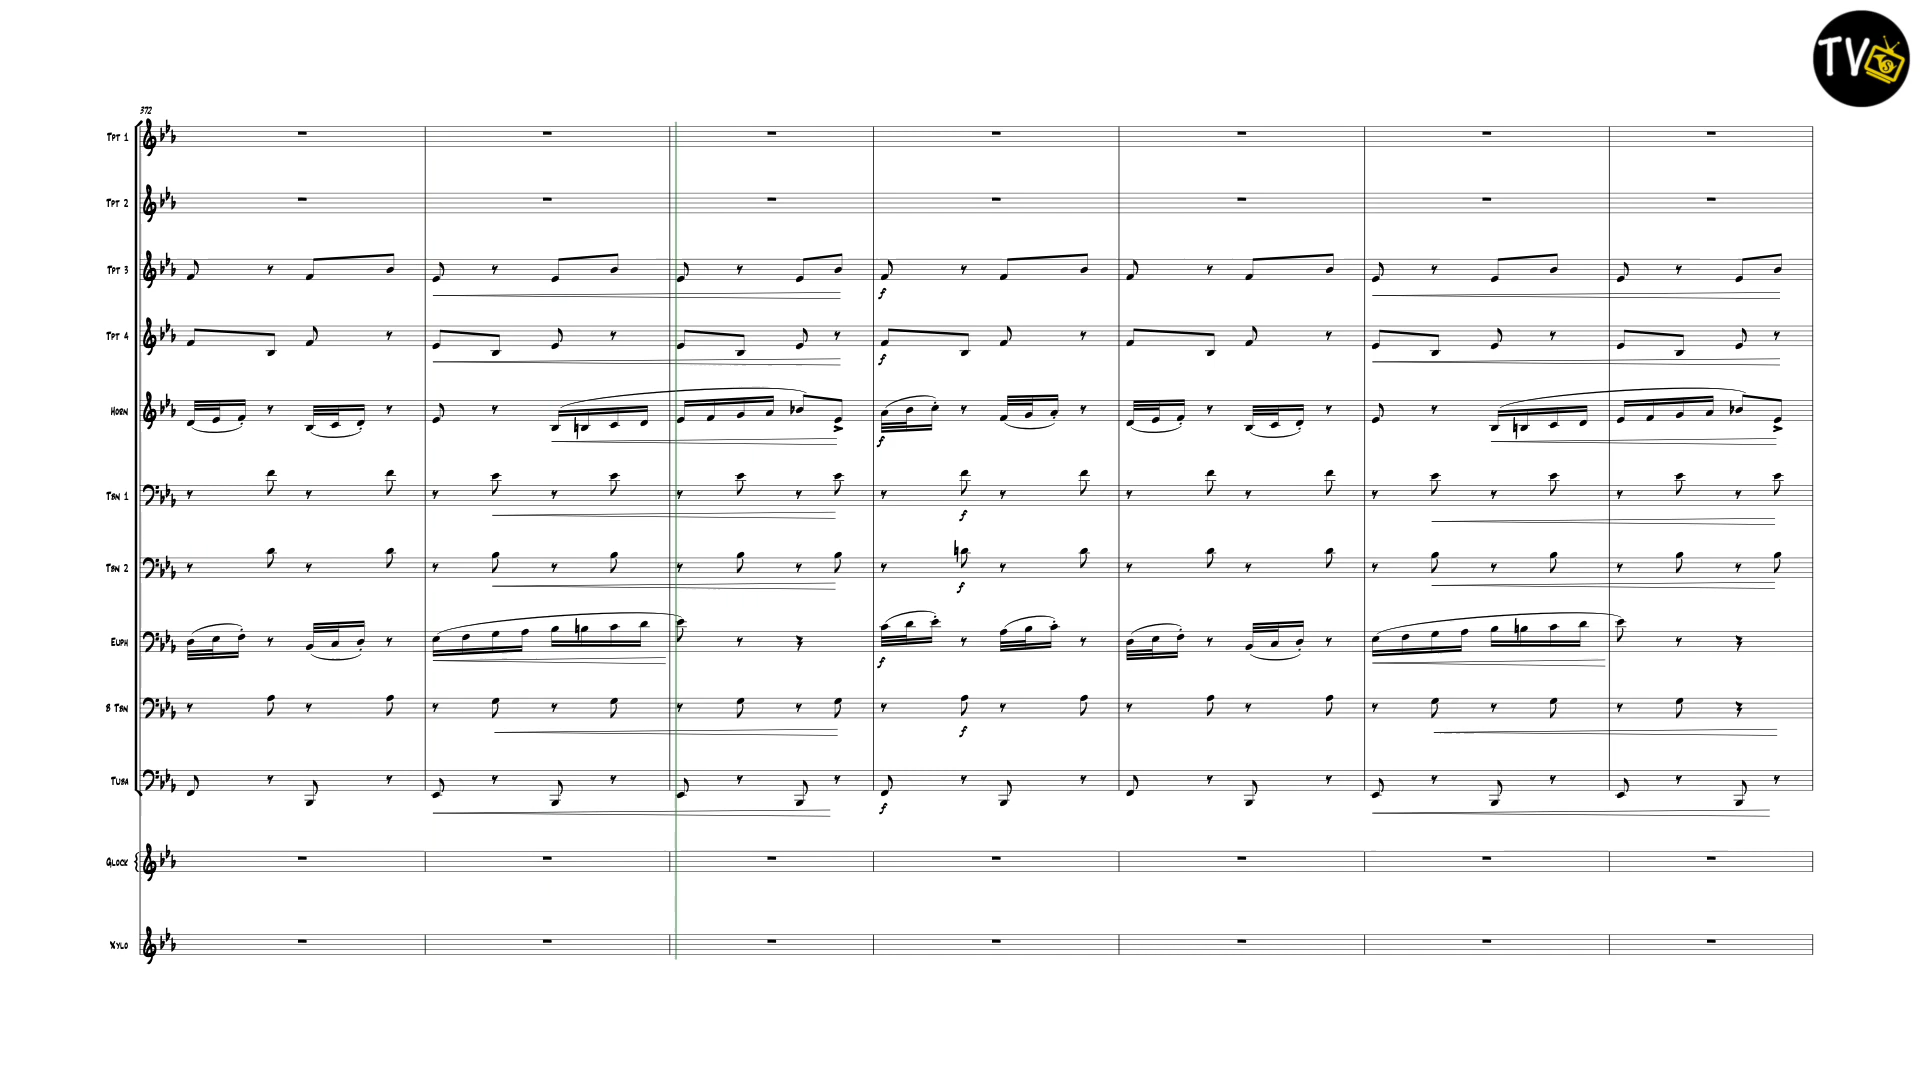 TVS
372
Tpt 1
Tpt 2
Tpt 3
f
Tpt 4
f
Horn
f
Tbn 1
f
Tbn 2
f
Euph
f
B Tbn
f
Tuba
f
Glock
Xylo